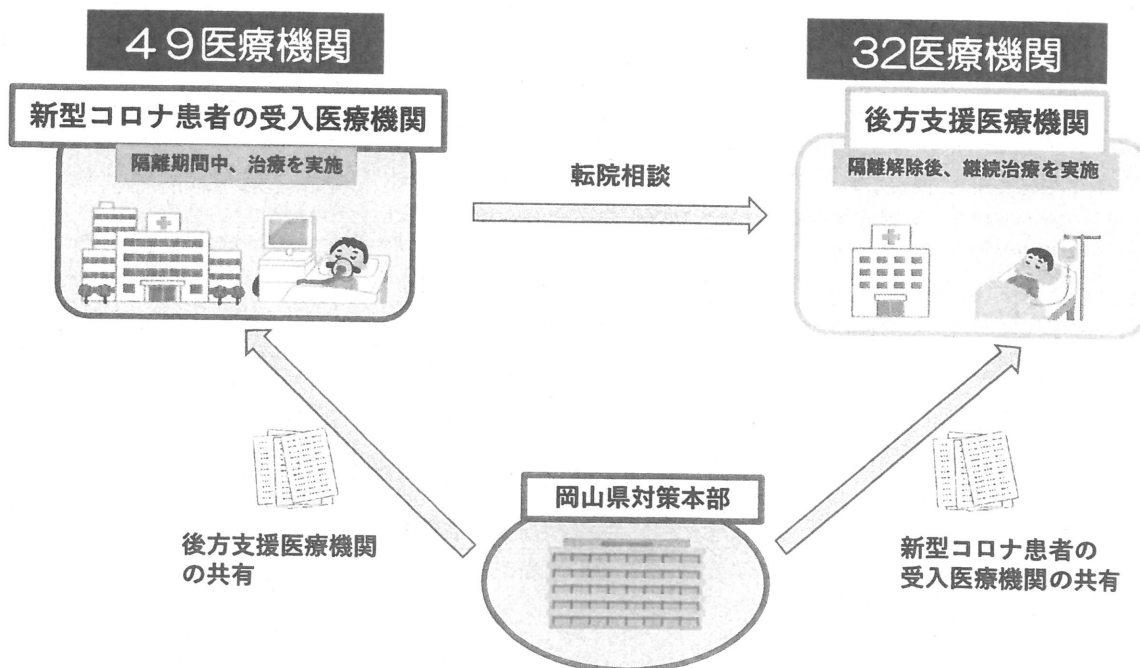 49医療機関
新型コロナ患者の受入医療機関
隔離期間中、治療を実施
転院相談
32医療機関
後方支援医療機関
隔離解除後、継続治療を実施
後方支援医療機関
の共有
岡山県対策本部
新型コロナ患者の
受入医療機関の共有